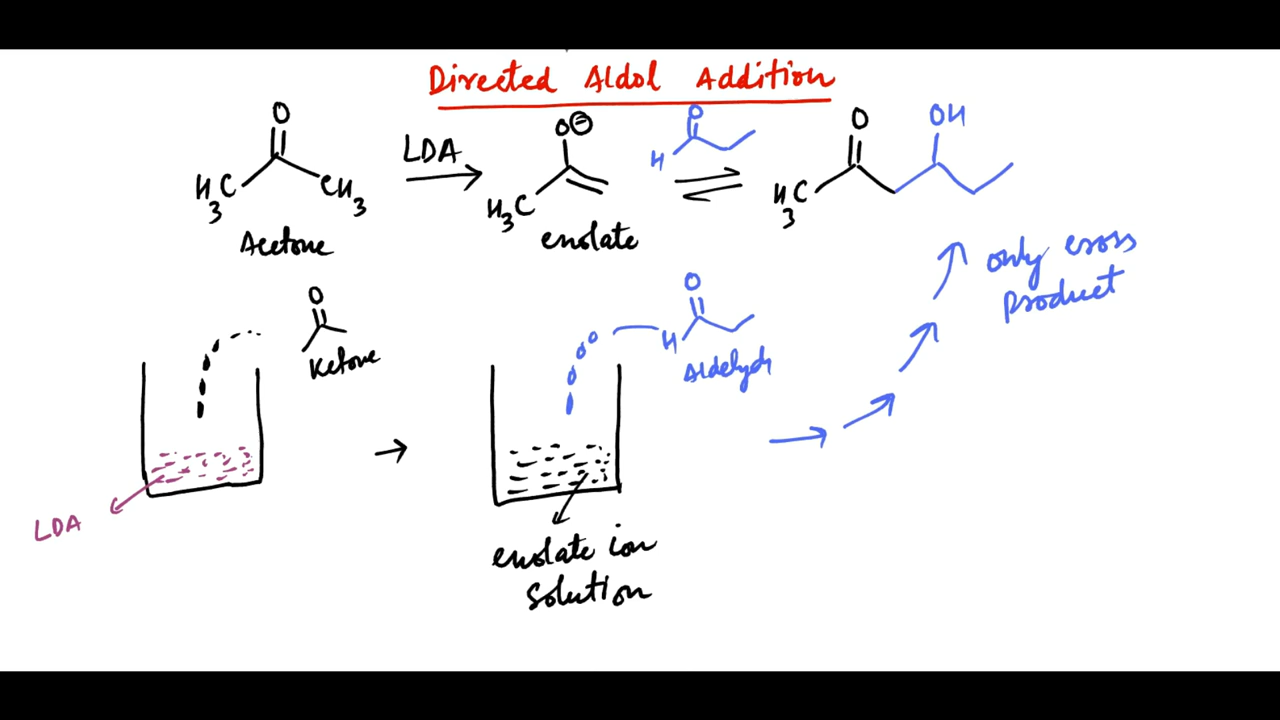 Directed Aldol Addition
O
H3C
CH3
Acetone
LDA
O⊖
H3C
enolate
O
H
O
H3C
OH
only cross
product
O
Ketone
LDA
O
H
Aldelyde
enolate ion
solution